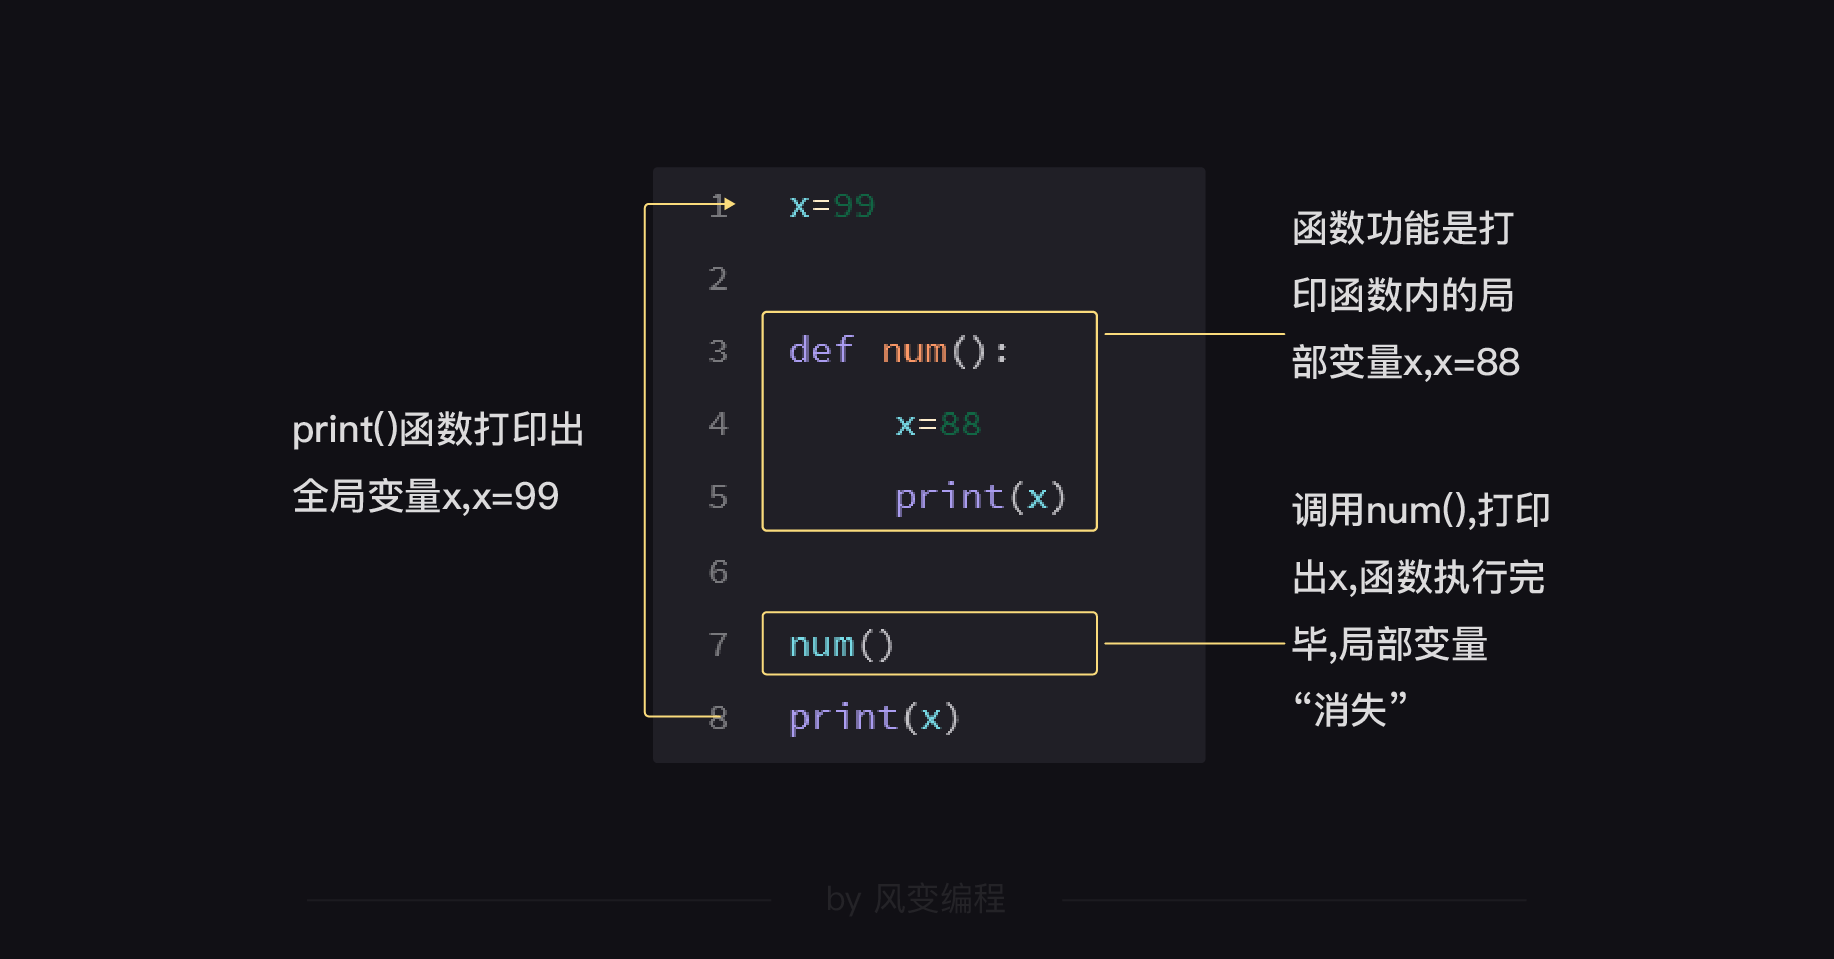 print()函数打印出
全局变量x,x=99
1 x=99
2
3 def num():
4     x=88
5     print(x)
6
7 num()
8 print(x)
函数功能是打
印函数内的局
部变量x,x=88
调用num(),打印
出x,函数执行完
毕,局部变量
“消失”
by 风变编程